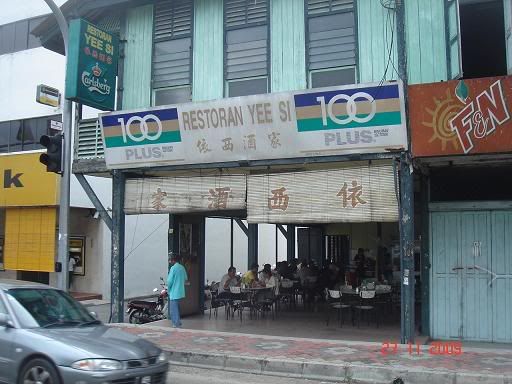 RESTORAN
YEE SI
Carlsberg
100
PLUS
RESTORAN YEE SI
依西酒家
100
PLUS
F&N
k
家酒西依
27 11 2009